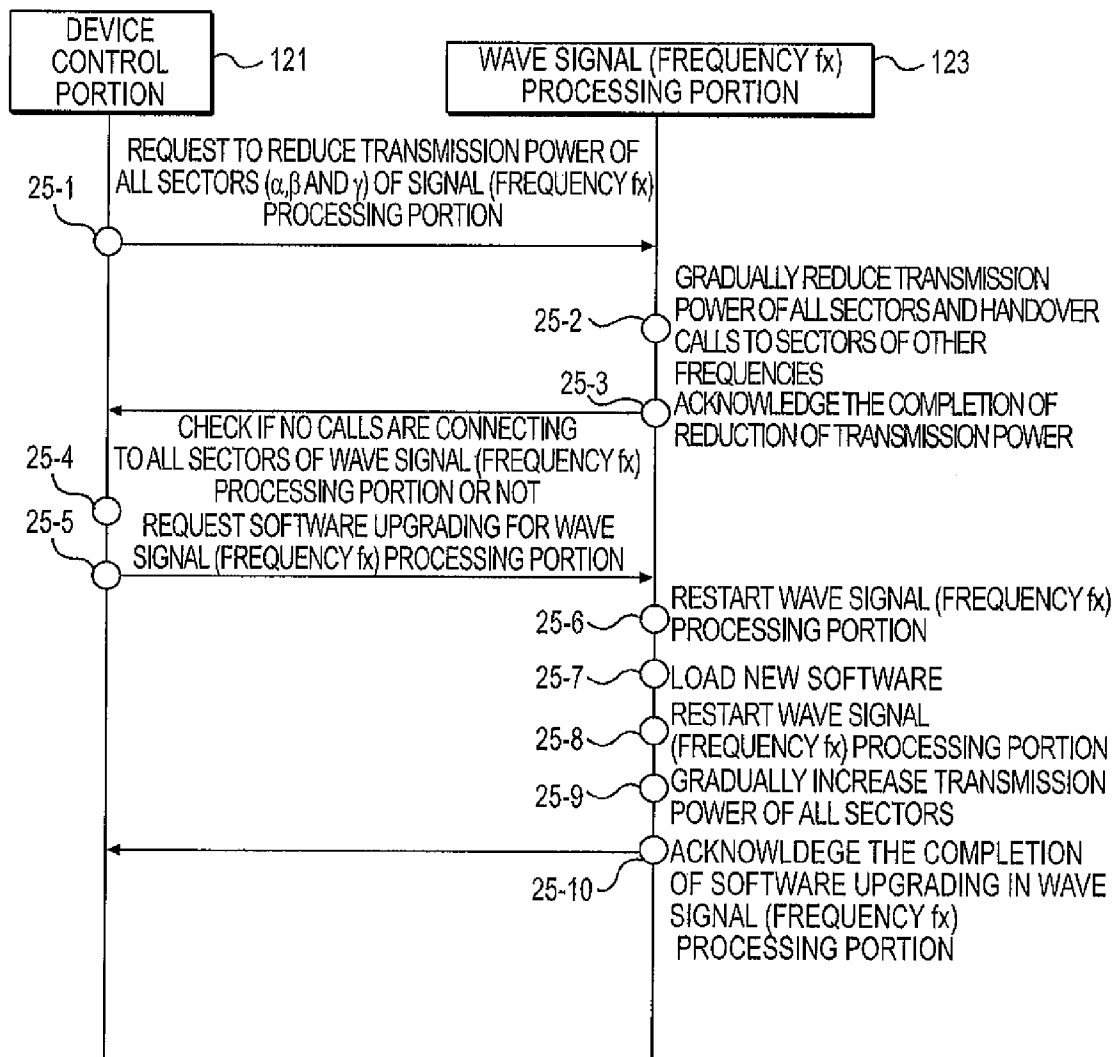 DEVICE
CONTROL
PORTION
121
WAVE SIGNAL (FREQUENCY fx)
PROCESSING PORTION
123
REQUEST TO REDUCE TRANSMISSION POWER OF
ALL SECTORS (α,β AND γ) OF SIGNAL (FREQUENCY fx)
PROCESSING PORTION
25-1
GRADUALLY REDUCE TRANSMISSION
POWER OF ALL SECTORS AND HANDOVER
CALLS TO SECTORS OF OTHER
FREQUENCIES
25-2
25-3
ACKNOWLEDGE THE COMPLETION OF
REDUCTION OF TRANSMISSION POWER
CHECK IF NO CALLS ARE CONNECTING
TO ALL SECTORS OF WAVE SIGNAL (FREQUENCY fx)
PROCESSING PORTION OR NOT
25-4
25-5
REQUEST SOFTWARE UPGRADING FOR WAVE
SIGNAL (FREQUENCY fx) PROCESSING PORTION
25-6
RESTART WAVE SIGNAL (FREQUENCY fx)
PROCESSING PORTION
25-7
LOAD NEW SOFTWARE
25-8
RESTART WAVE SIGNAL
(FREQUENCY fx) PROCESSING PORTION
25-9
GRADUALLY INCREASE TRANSMISSION
POWER OF ALL SECTORS
25-10
ACKNOWLDEGE THE COMPLETION
OF SOFTWARE UPGRADING IN WAVE
SIGNAL (FREQUENCY fx)
PROCESSING PORTION